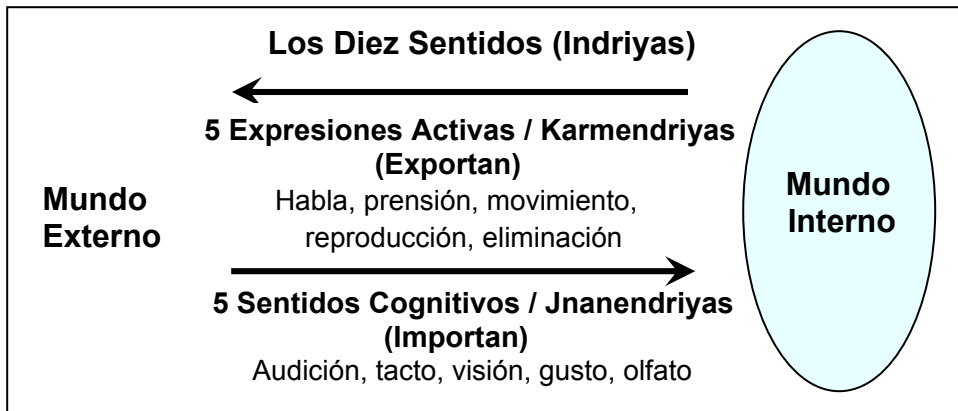 Los Diez Sentidos (Indriyas)
5 Expresiones Activas / Karmendriyas
(Exportan)
Habla, prensión, movimiento,
reproducción, eliminación
Mundo
Externo
Mundo
Interno
5 Sentidos Cognitivos / Jnanendriyas
(Importan)
Audición, tacto, visión, gusto, olfato